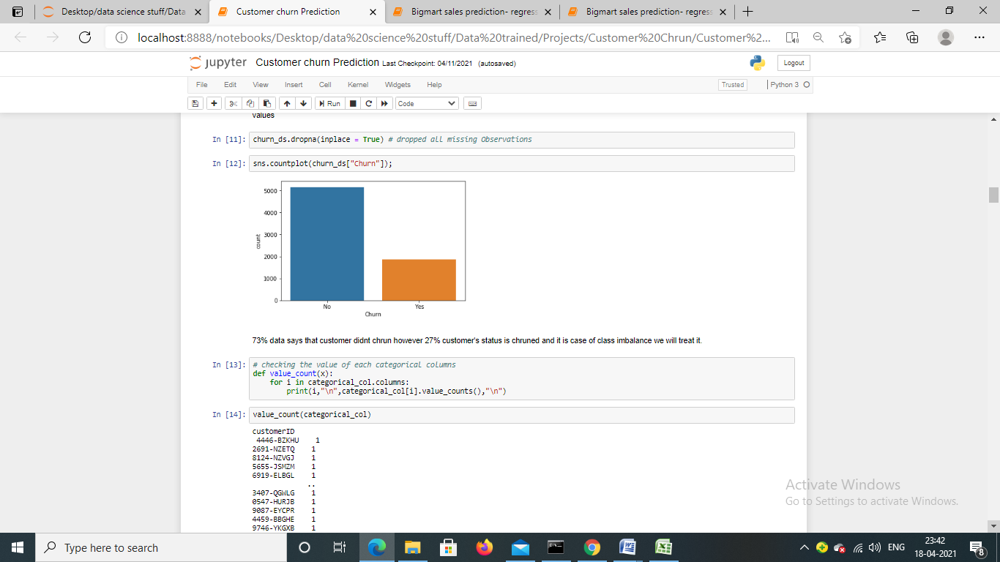 Desktop/data science stuff/Data
Customer churn Prediction
Bigmart sales prediction- regress
Bigmart sales prediction- regress
localhost:8888/notebooks/Desktop/data%20science%20stuff/Data%20trained/Projects/Customer%20Chrun/Customer%2...
jupyter Customer churn Prediction Last Checkpoint: 04/11/2021 (autosaved)
Logout
File Edit View Insert Cell Kernel Widgets Help
Trusted
Python 3
Run
Code
values
In [11]: churn_ds.dropna(inplace = True) # dropped all missing Observations
In [12]: sns.countplot(churn_ds["Churn"]);
5000
4000
3000
2000
1000
0
count
No Yes
Churn
73% data says that customer didnt chrun however 27% customer's status is chruned and it is case of class imbalance we will treat it.
In [13]: # checking the value of each categorical columns
def value_count(x):
for i in categorical_col.columns:
print(i,"\n",categorical_col[i].value_counts(),"\n")
In [14]: value_count(categorical_col)
customerID
4446-BZKHU 1
2691-NZETQ 1
8124-NZVGJ 1
5655-JSMZM 1
6919-ELBGL 1
..
3407-QGWLG 1
0547-HURJB 1
9087-EYCPR 1
4459-BBGHE 1
9746-YKGXB 1
Activate Windows
Go to Settings to activate Windows.
Type here to search
ENG
23:42
18-04-2021
8